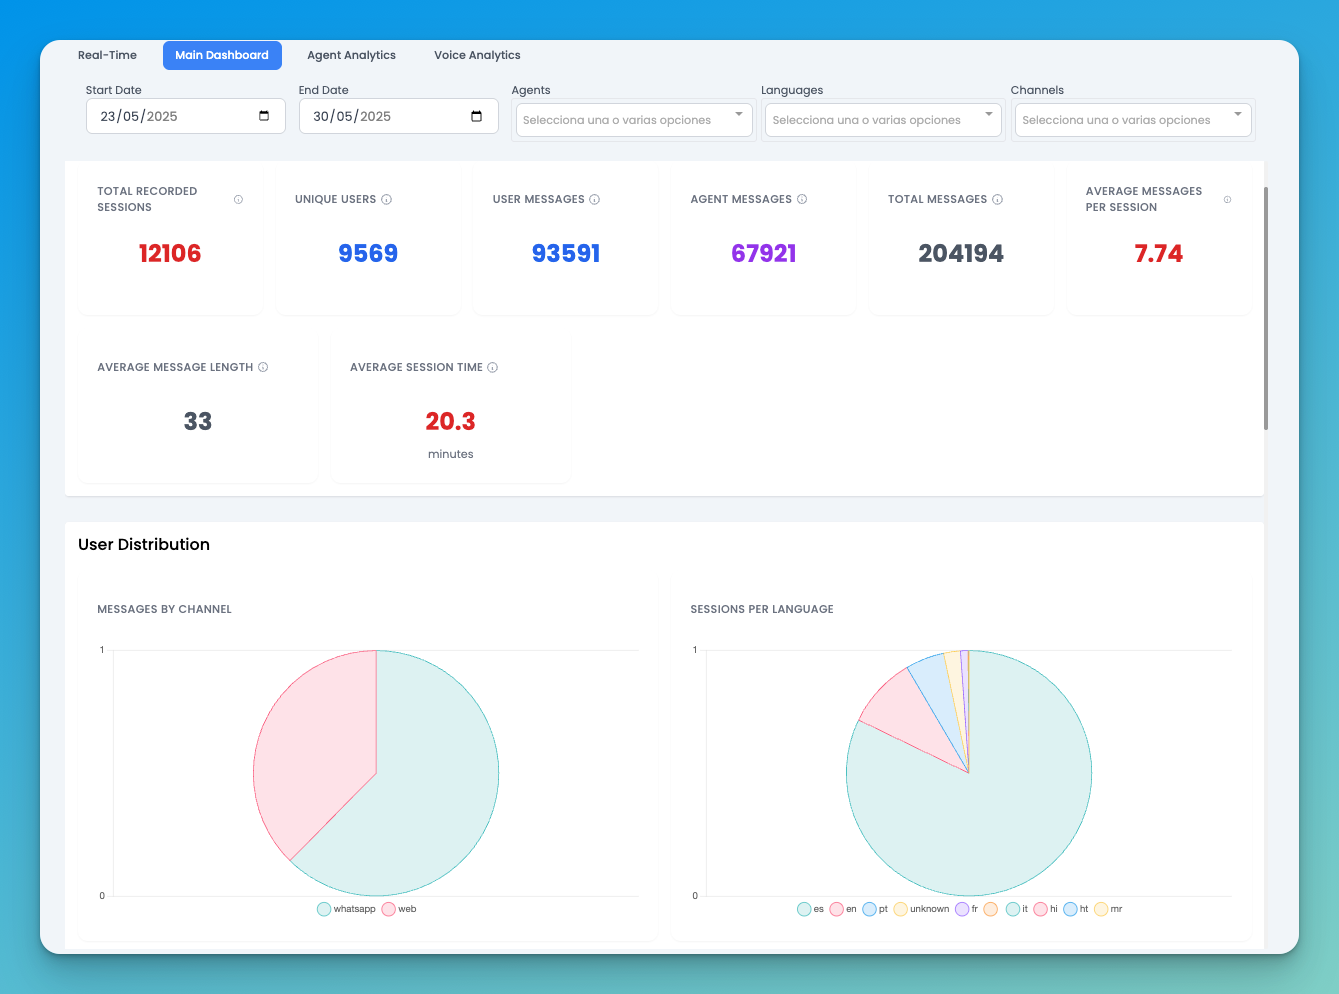 Real-Time
Main Dashboard
Agent Analytics
Voice Analytics
Start Date
End Date
Agents
Languages
Channels
23/05/2025
30/05/2025
Selecciona una o varias opciones
Selecciona una o varias opciones
Selecciona una o varias opciones
TOTAL RECORDED
SESSIONS
12106
UNIQUE USERS
9569
USER MESSAGES
93591
AGENT MESSAGES
67921
TOTAL MESSAGES
204194
AVERAGE MESSAGES
PER SESSION
7.74
AVERAGE MESSAGE LENGTH
33
AVERAGE SESSION TIME
20.3
minutes
User Distribution
MESSAGES BY CHANNEL
1
0
whatsapp
web
SESSIONS PER LANGUAGE
1
0
es
en
pt
unknown
fr
it
hi
ht
mr